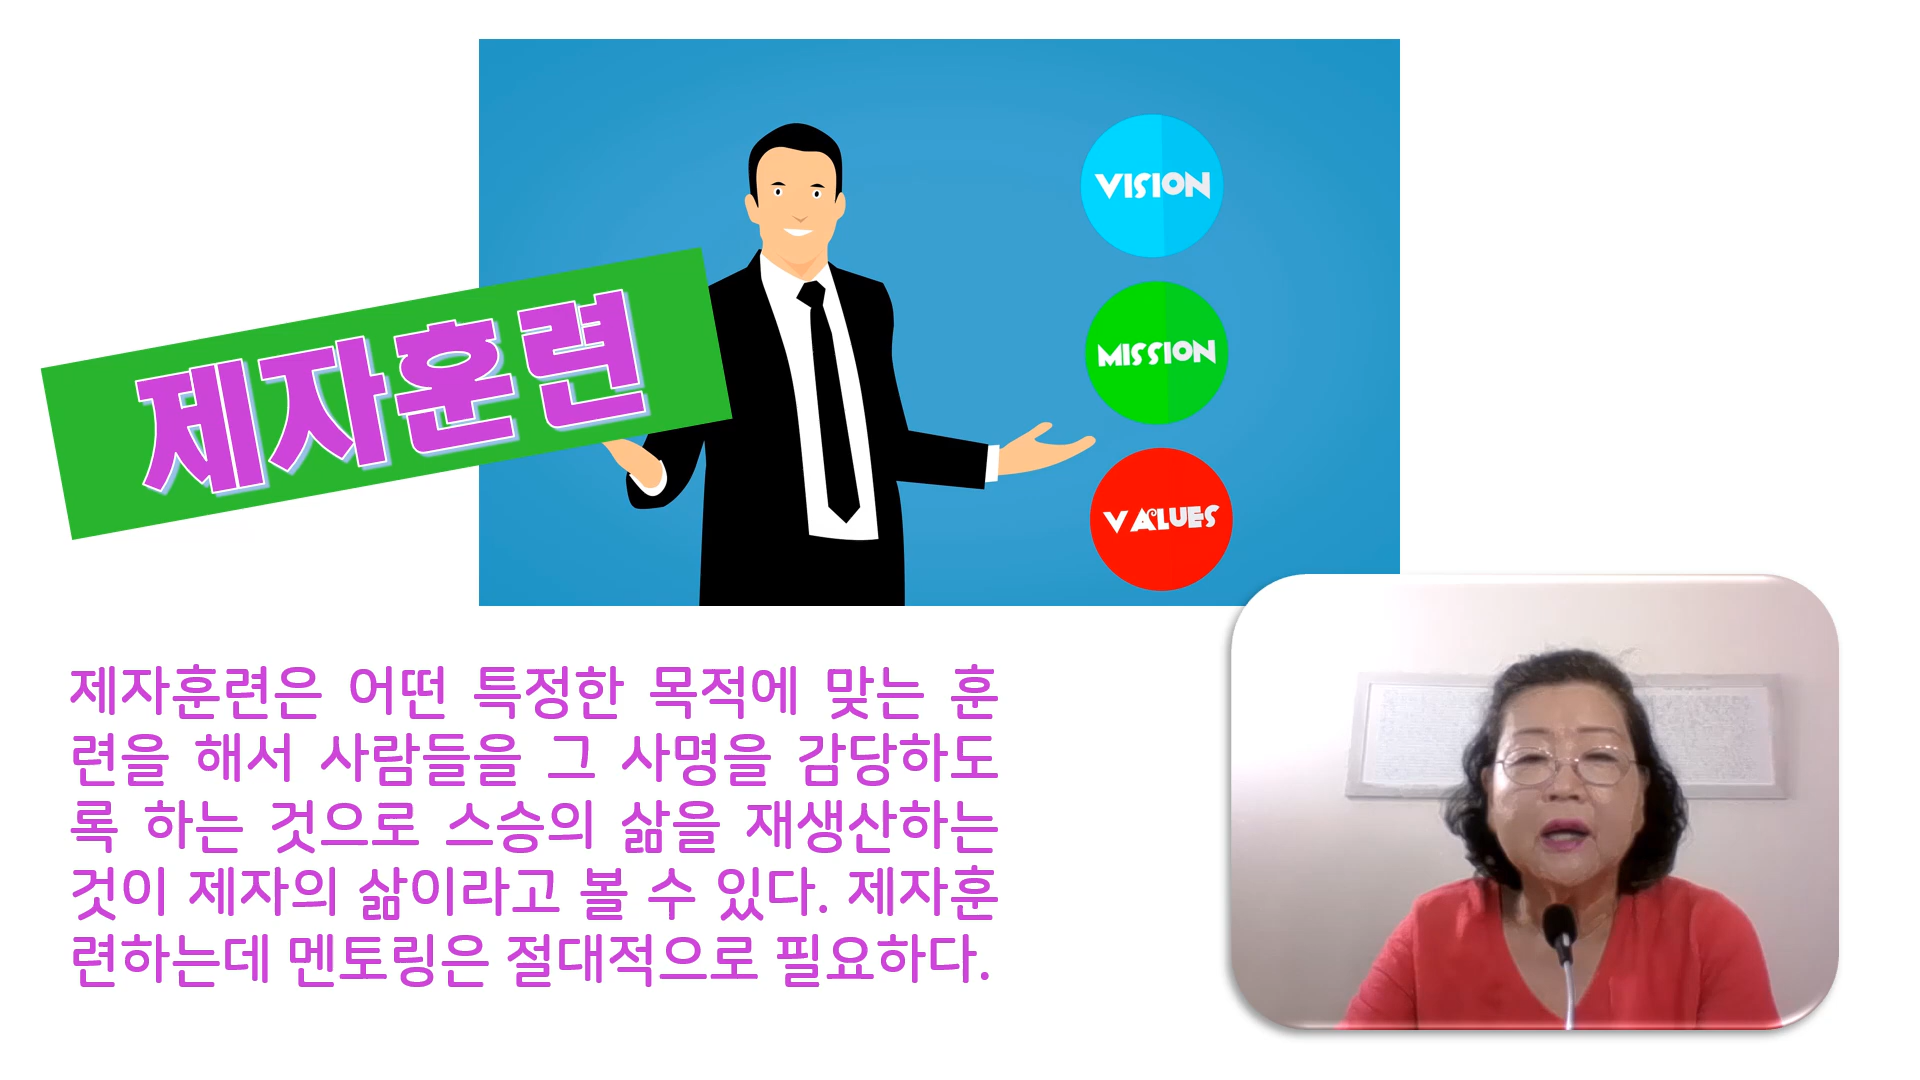 VISION
MISSION
VALUES
제자훈련
제자훈련은 어떤 특정한 목적에 맞는 훈
련을 해서 사람들을 그 사명을 감당하도
록 하는 것으로 스승의 삶을 재생산하는
것이 제자의 삶이라고 볼 수 있다. 제자훈
련하는데 멘토링은 절대적으로 필요하다.